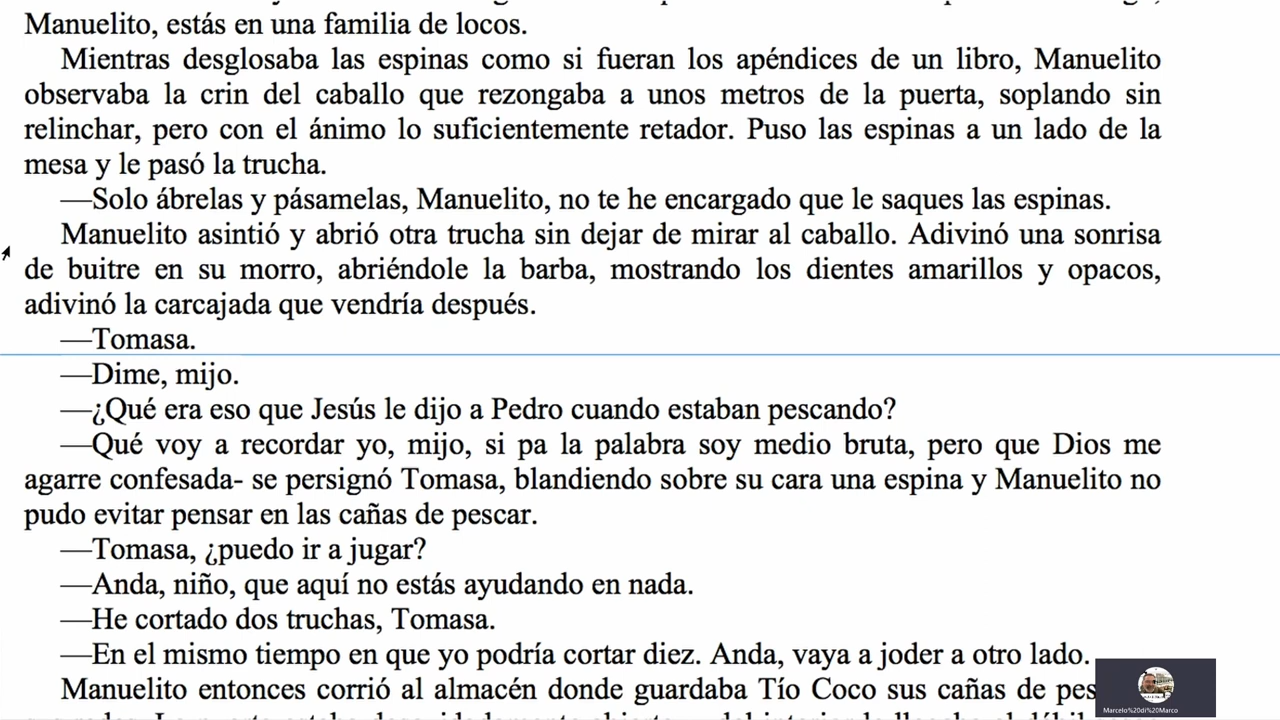 Manuelito, estás en una familia de locos.
Mientras desglosaba las espinas como si fueran los apéndices de un libro, Manuelito
observaba la crin del caballo que rezongaba a unos metros de la puerta, soplando sin
relinchar, pero con el ánimo lo suficientemente retador. Puso las espinas a un lado de la
mesa y le pasó la trucha.
—Solo ábrelas y pásamelas, Manuelito, no te he encargado que le saques las espinas.
Manuelito asintió y abrió otra trucha sin dejar de mirar al caballo. Adivinó una sonrisa
de buitre en su morro, abriéndole la barba, mostrando los dientes amarillos y opacos,
adivinó la carcajada que vendría después.
—Tomasa.
—Dime, mijo.
—¿Qué era eso que Jesús le dijo a Pedro cuando estaban pescando?
—Qué voy a recordar yo, mijo, si pa la palabra soy medio bruta, pero que Dios me
agarre confesada- se persignó Tomasa, blandiendo sobre su cara una espina y Manuelito no
pudo evitar pensar en las cañas de pescar.
—Tomasa, ¿puedo ir a jugar?
—Anda, niño, que aquí no estás ayudando en nada.
—He cortado dos truchas, Tomasa.
—En el mismo tiempo en que yo podría cortar diez. Anda, vaya a joder a otro lado.
Manuelito entonces corrió al almacén donde guardaba Tío Coco sus cañas de pes
Marcelo%20di%20Marco